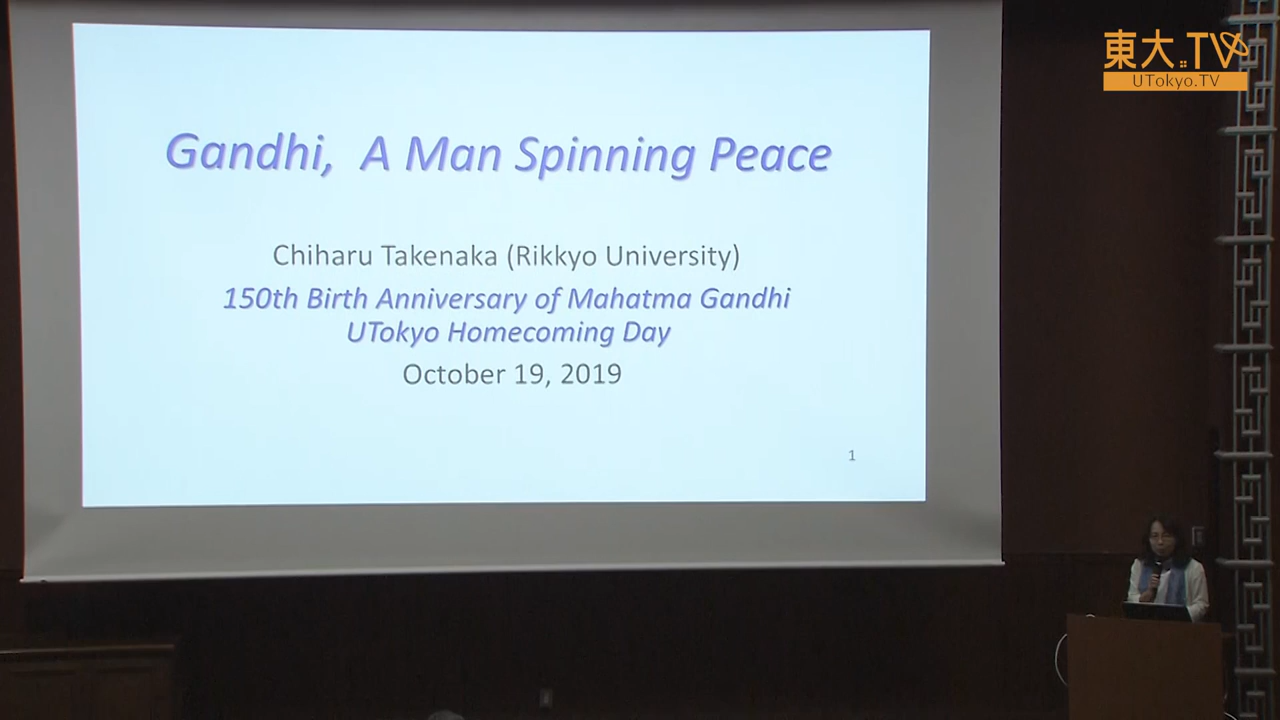 東大.TV
UTokyo.TV
Gandhi, A Man Spinning Peace
Chiharu Takenaka (Rikkyo University)
150th Birth Anniversary of Mahatma Gandhi
UTokyo Homecoming Day
October 19, 2019
1